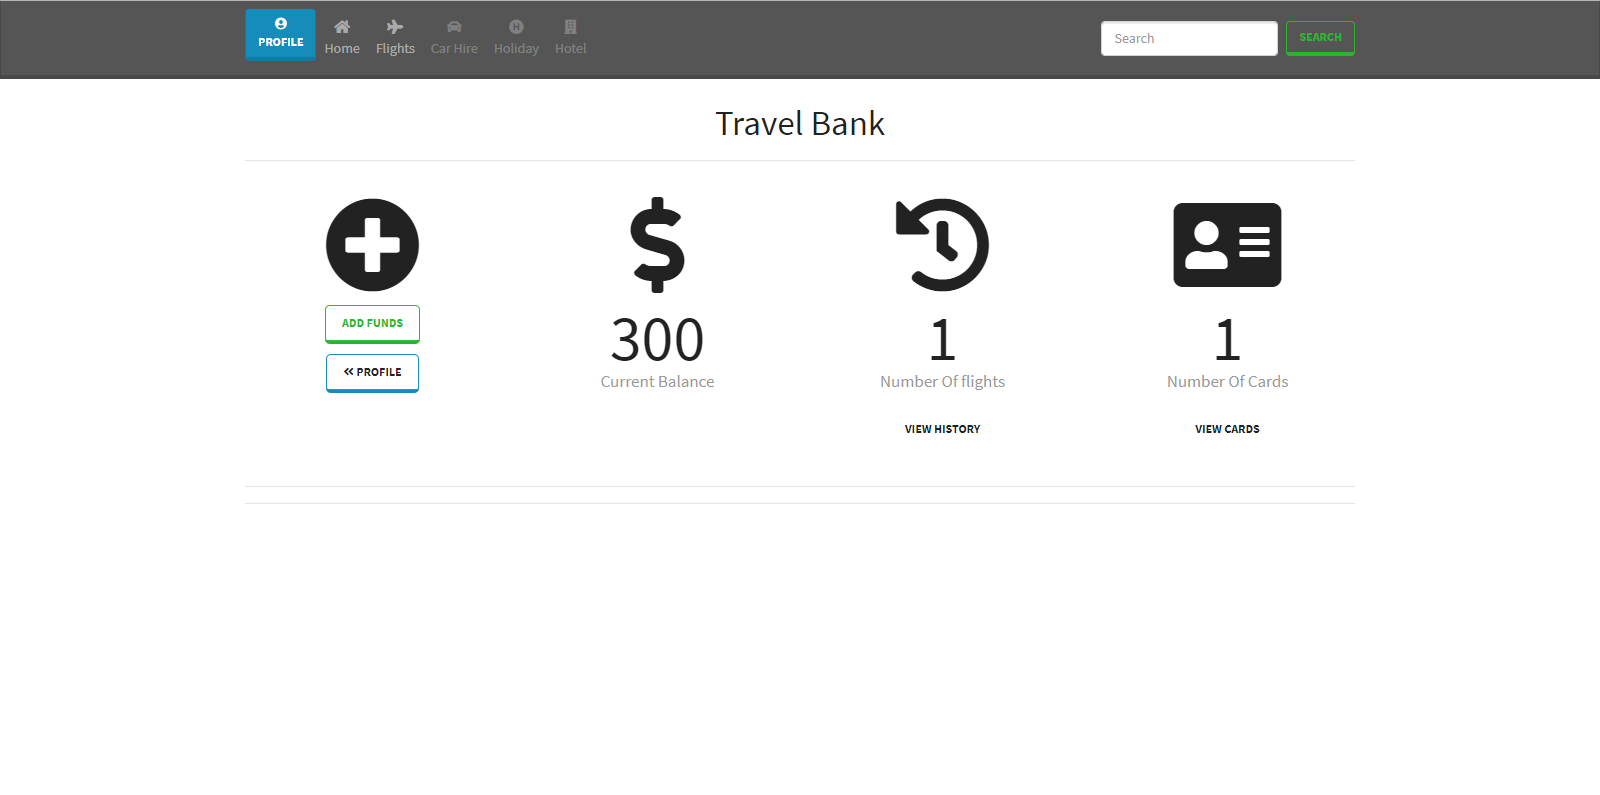 PROFILE
Home
Flights
Car Hire
Holiday
Hotel
Search
SEARCH
Travel Bank
ADD FUNDS
« PROFILE
300
Current Balance
1
Number Of flights
VIEW HISTORY
1
Number Of Cards
VIEW CARDS